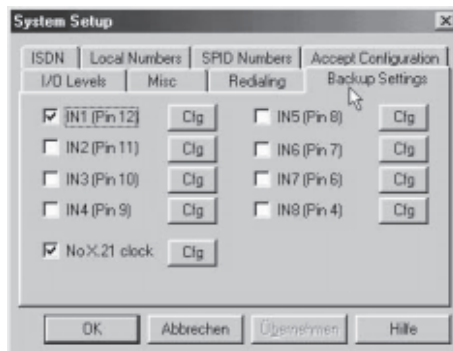 System Setup
ISDN Local Numbers SPID Numbers Accept Configuration
I/O Levels Misc Redialing Backup Settings
IN1 (Pin 12) Cfg IN5 (Pin 8) Cfg
IN2 (Pin 11) Cfg IN6 (Pin 7) Cfg
IN3 (Pin 10) Cfg IN7 (Pin 6) Cfg
IN4 (Pin 9) Cfg IN8 (Pin 4) Cfg
No X.21 clock Cfg
OK Abbrechen Übernehmen Hilfe